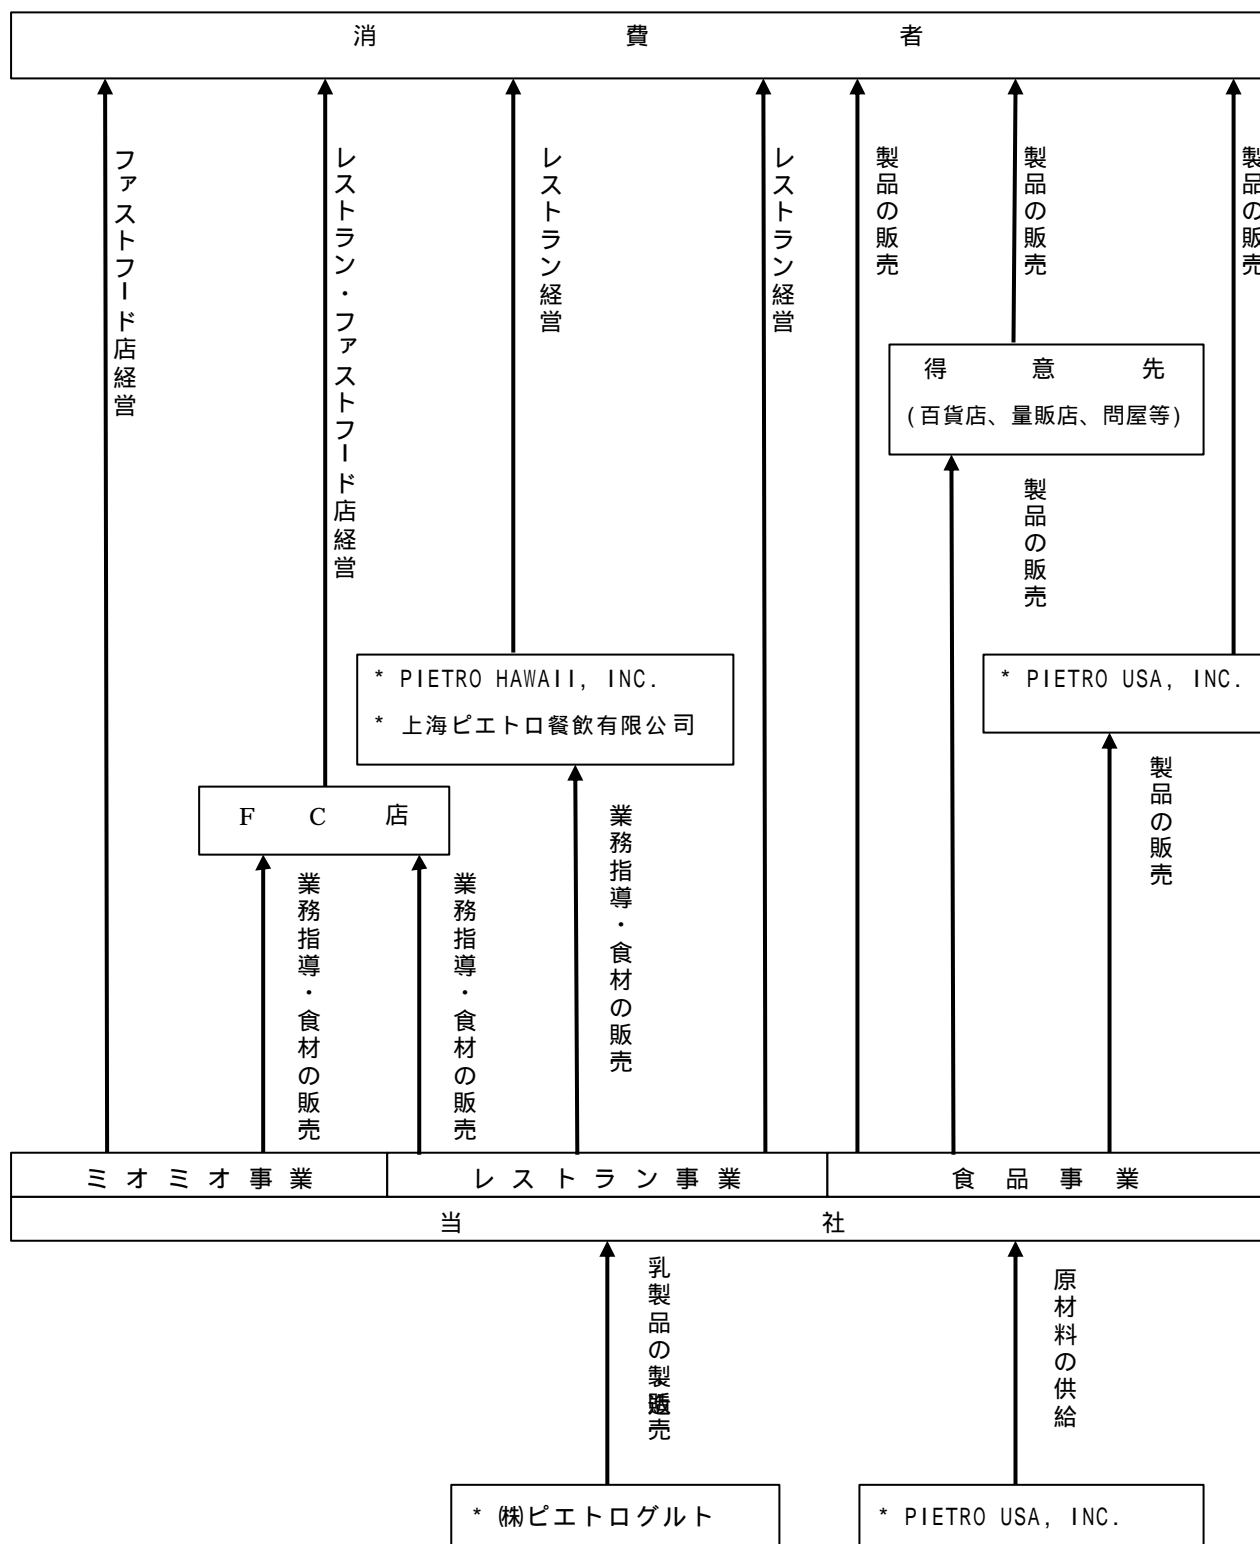 消費者
ファストフード店経営
レストラン・ファストフード店経営
レストラン経営
レストラン経営
製品の販売
製品の販売
製品の販売
得意先
(百貨店、量販店、問屋等)
製品の販売
* PIETRO HAWAII, INC.
* 上海ピエトロ餐飲有限公司
* PIETRO USA, INC.
FC店
業務指導・食材の販売
業務指導・食材の販売
業務指導・食材の販売
製品の販売
ミオミオ事業
レストラン事業
食品事業
当社
乳製品の製
売
原材料の供給
* ㈱ピエトログルト
* PIETRO USA, INC.